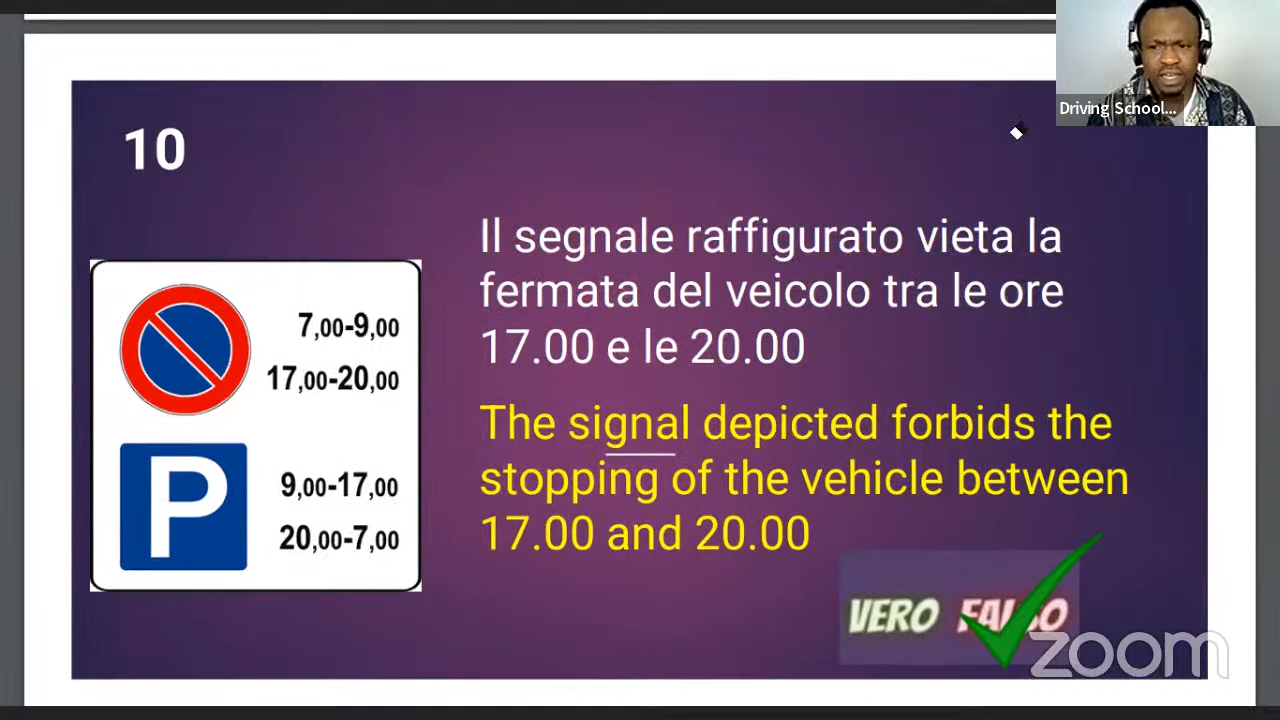 Driving School...
10
Il segnale raffigurato vieta la
fermata del veicolo tra le ore
17.00 e le 20.00
7,00-9,00
17,00-20,00
The signal depicted forbids the
stopping of the vehicle between
17.00 and 20.00
P
9,00-17,00
20,00-7,00
VERO FALSO
zoom